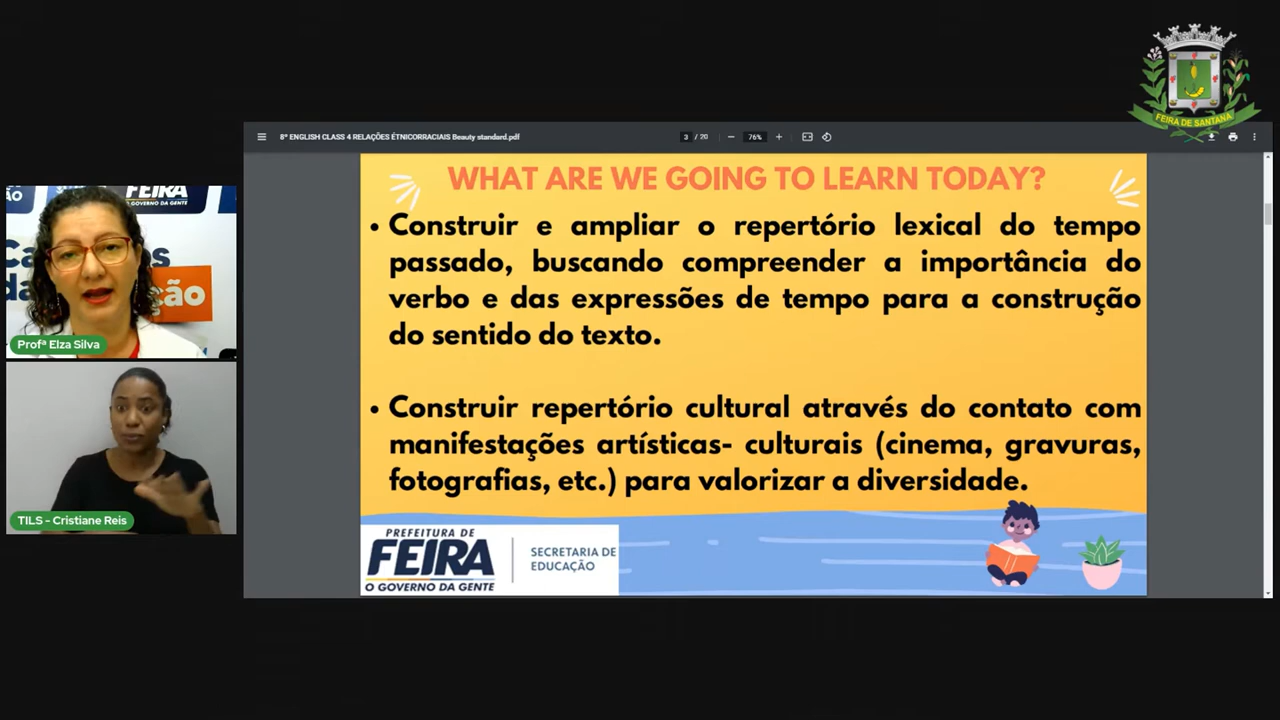 FEIRA DE SANTANA
8º ENGLISH CLASS 4 RELAÇÕES ÉTNICORRACIAIS Beauty standard.pdf
3 / 20
76%
WHAT ARE WE GOING TO LEARN TODAY?
• Construir e ampliar o repertório lexical do tempo
passado, buscando compreender a importância do
verbo e das expressões de tempo para a construção
do sentido do texto.
• Construir repertório cultural através do contato com
manifestações artísticas- culturais (cinema, gravuras,
fotografias, etc.) para valorizar a diversidade.
PREFEITURA DE
FEIRA
O GOVERNO DA GENTE
SECRETARIA DE
EDUCAÇÃO
FEIRA
O GOVERNO DA GENTE
Profª Elza Silva
TILS - Cristiane Reis